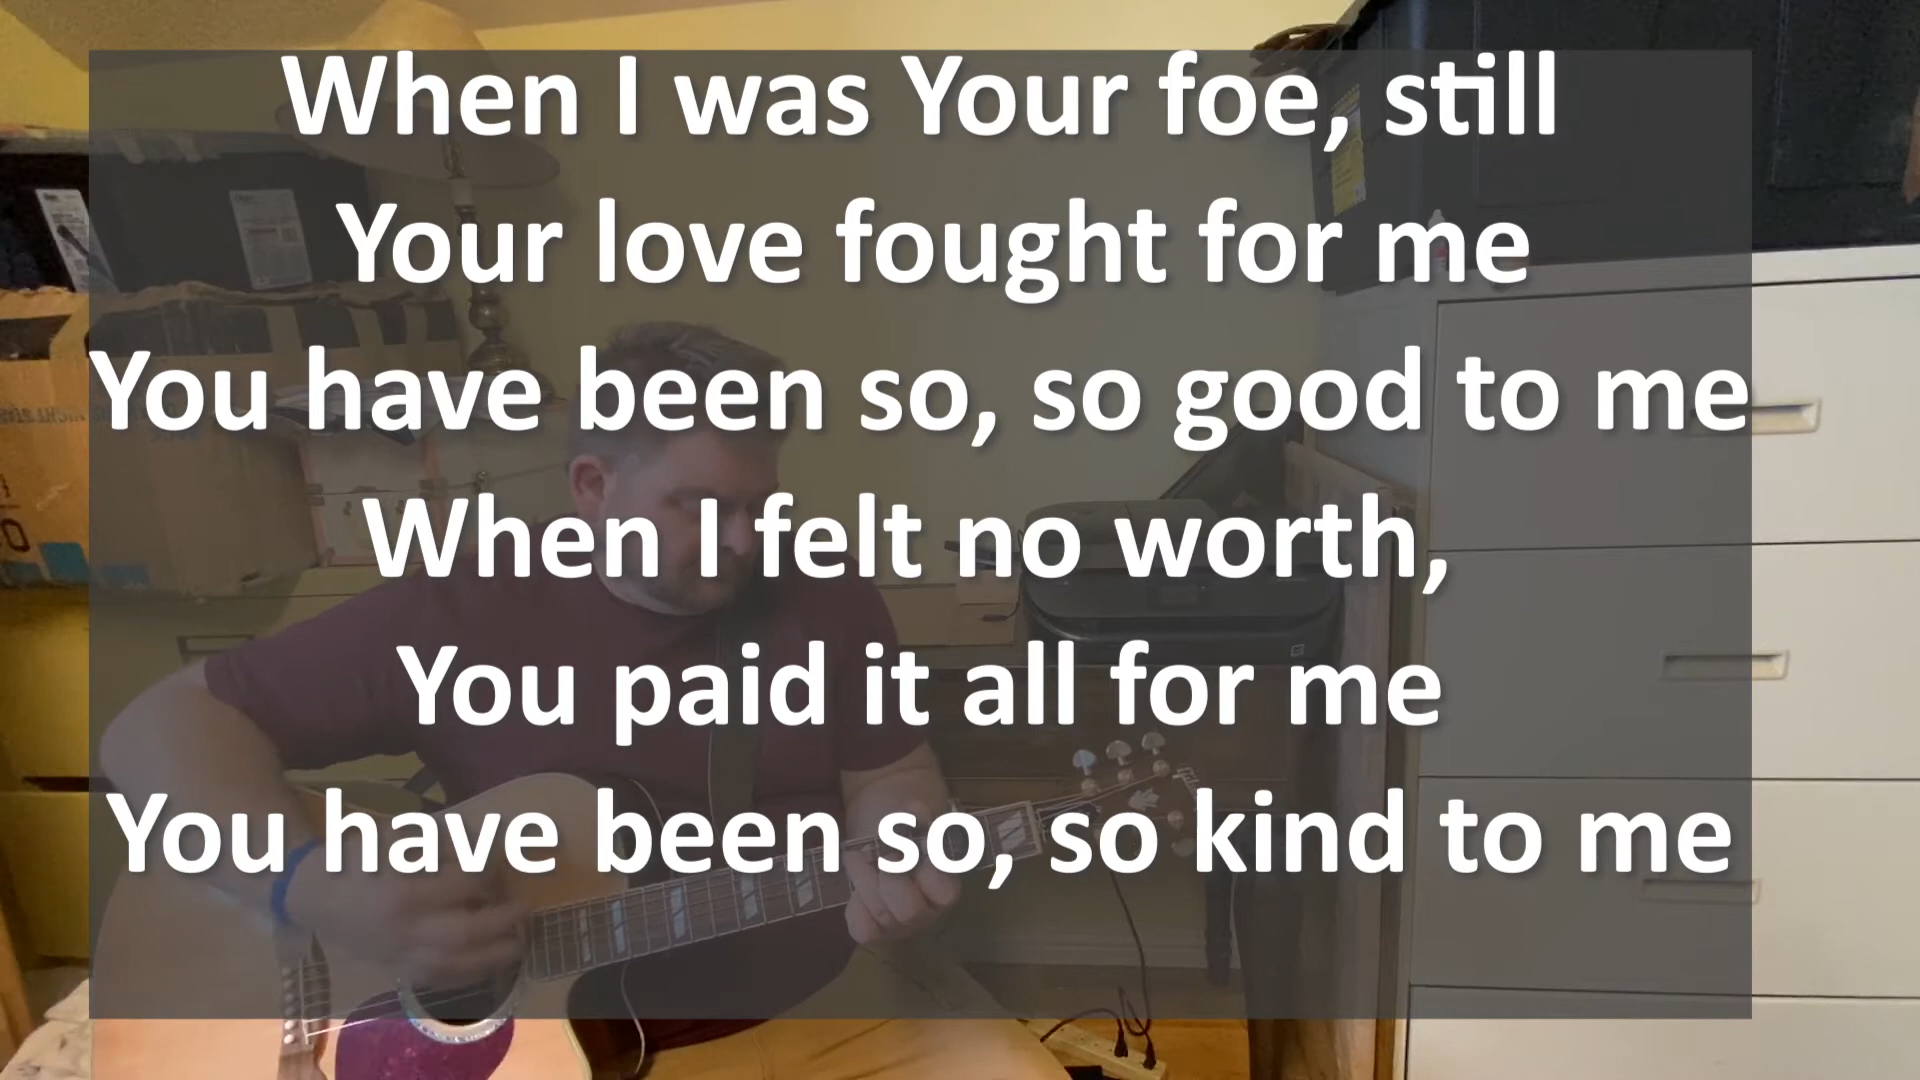 When I was Your foe, still
Your love fought for me
You have been so, so good to me
When I felt no worth,
You paid it all for me
You have been so, so kind to me